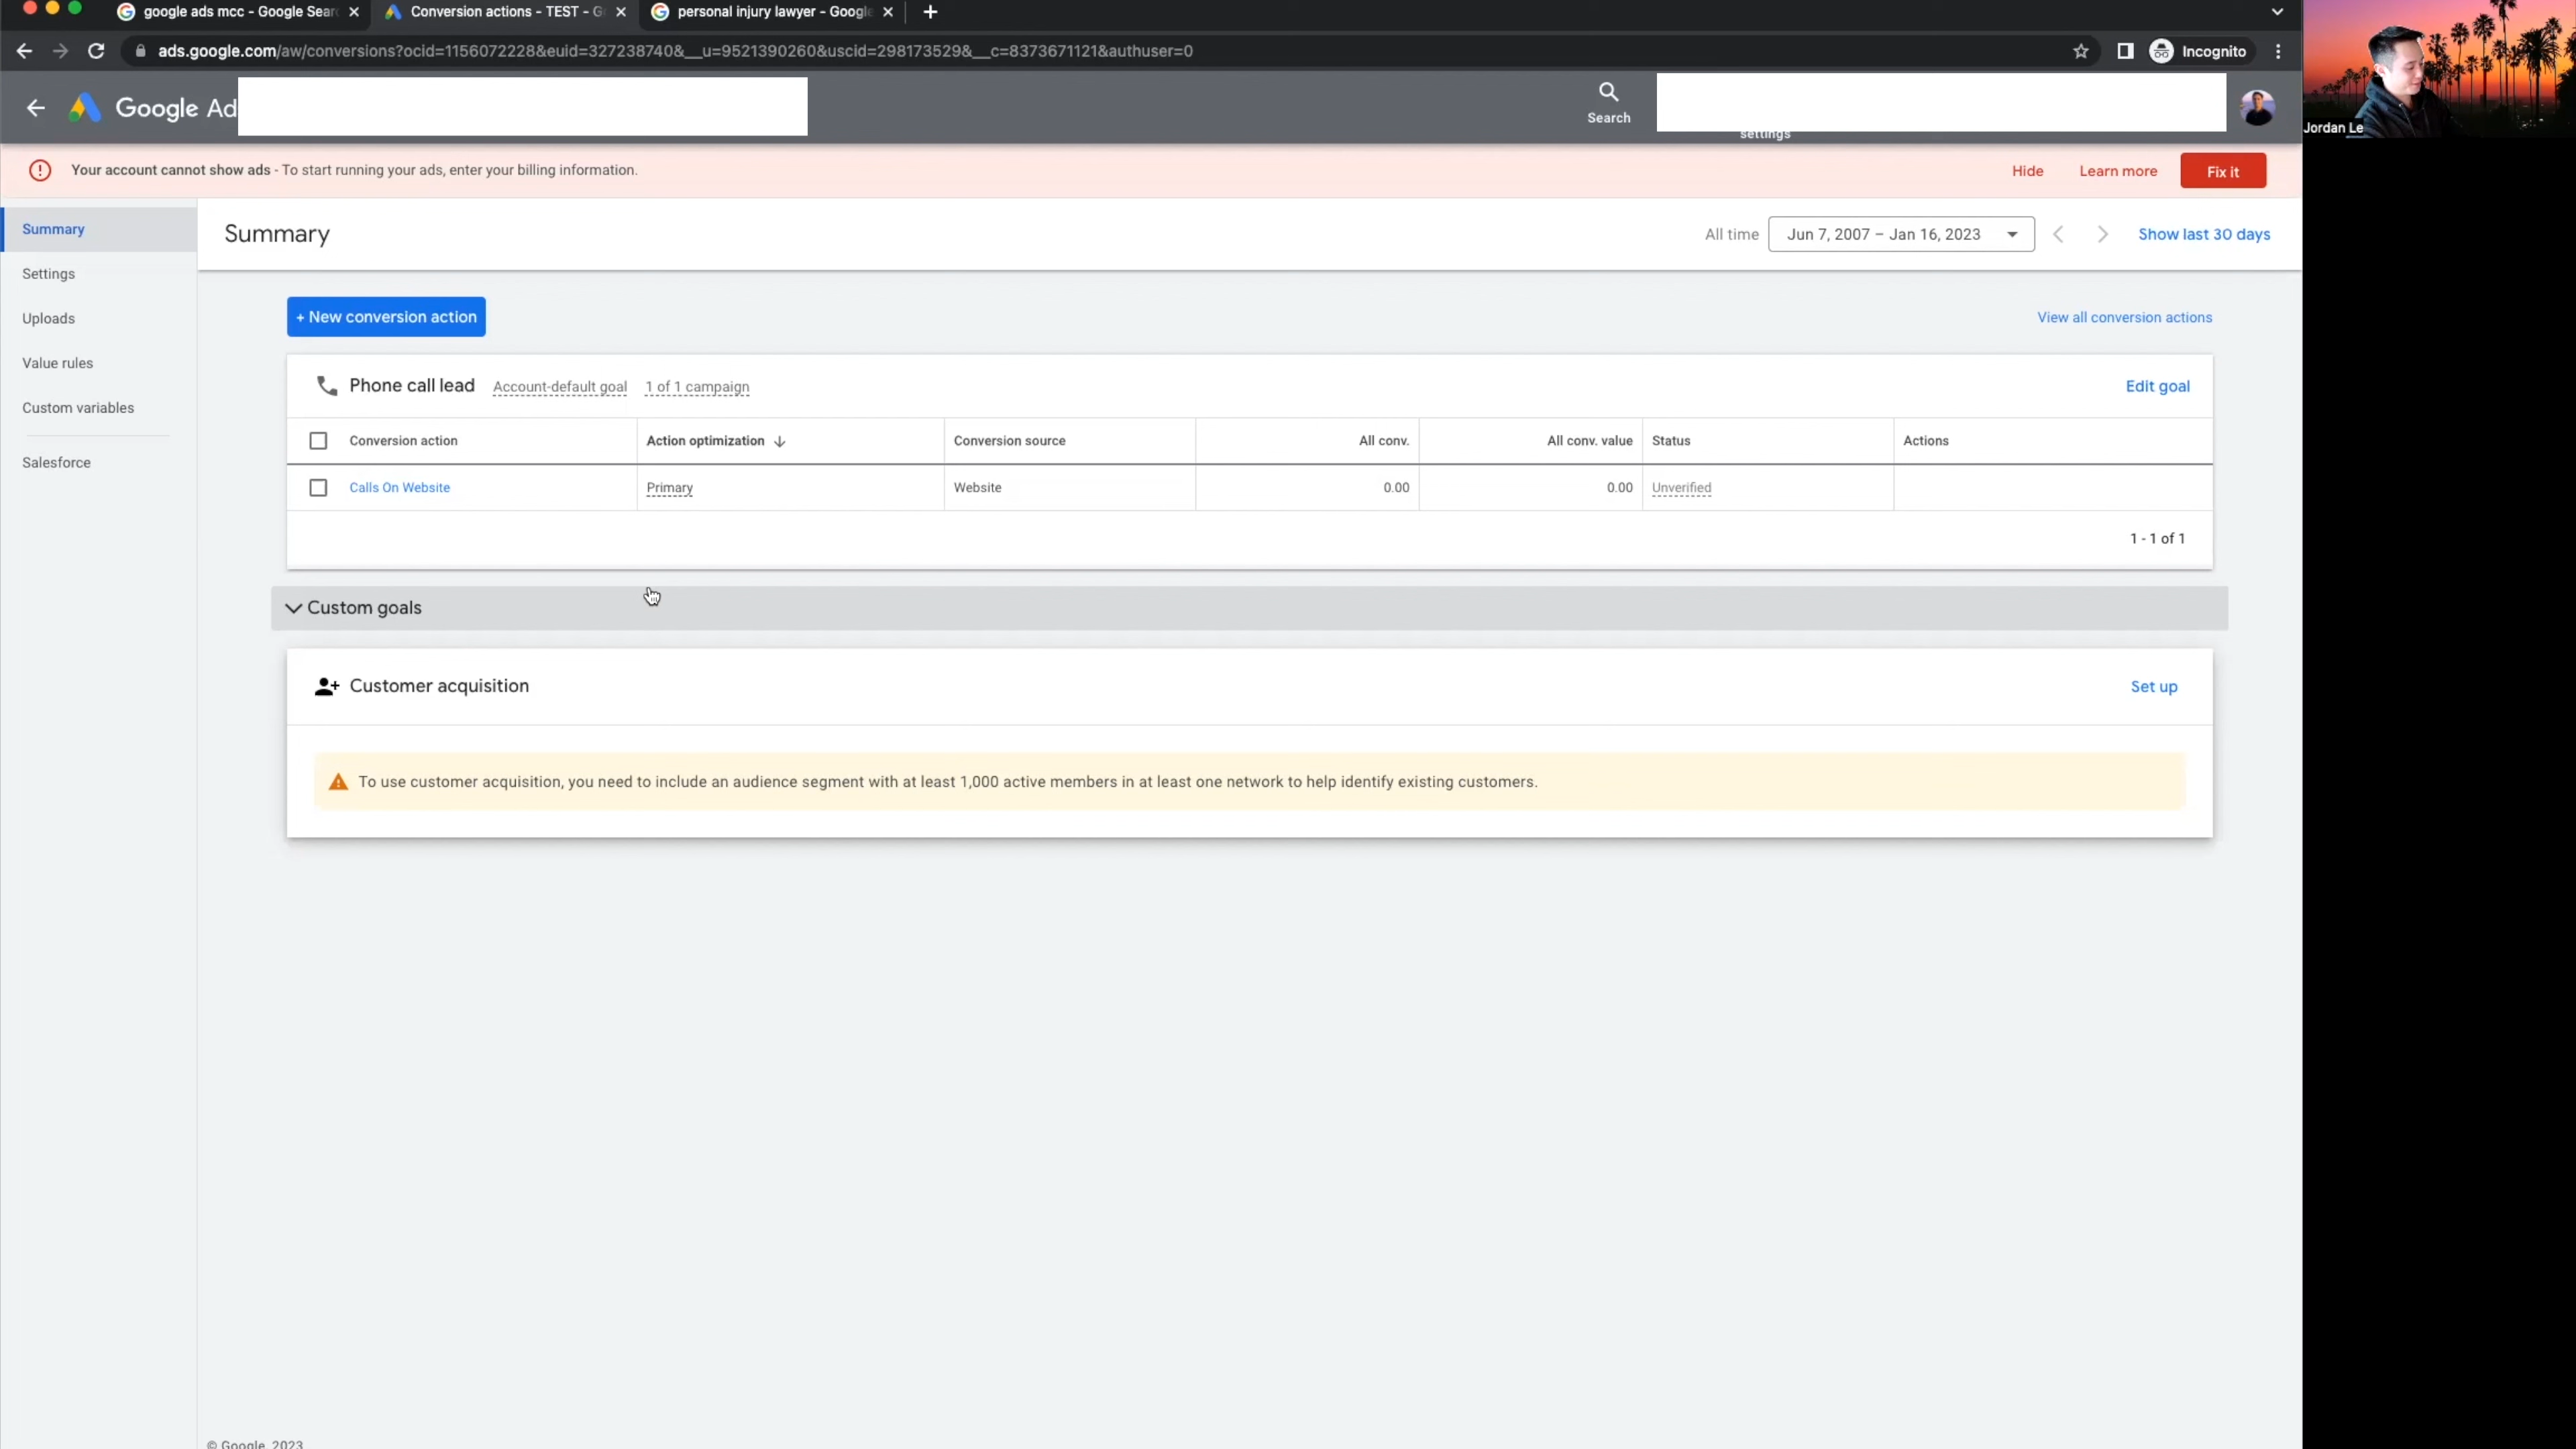 google ads mcc - Google Sear
Conversion actions - TEST - G
personal injury lawyer - Google
ads.google.com/aw/conversions?ocid=1156072228&euid=327238740&__u=9521390260&uscid=298173529&__c=8373671121&authuser=0
Incognito
Google Ad
Search
settings
Jordan Le
Your account cannot show ads - To start running your ads, enter your billing information.
Hide
Learn more
Fix it
Summary
Settings
Uploads
Value rules
Custom variables
Salesforce
Summary
All time
Jun 7, 2007 – Jan 16, 2023
Show last 30 days
+ New conversion action
View all conversion actions
Phone call lead
Account-default goal
1 of 1 campaign
Edit goal
Conversion action
Action optimization
Conversion source
All conv.
All conv. value
Status
Actions
Calls On Website
Primary
Website
0.00
0.00
Unverified
1 - 1 of 1
Custom goals
Customer acquisition
Set up
To use customer acquisition, you need to include an audience segment with at least 1,000 active members in at least one network to help identify existing customers.
© Google, 2023